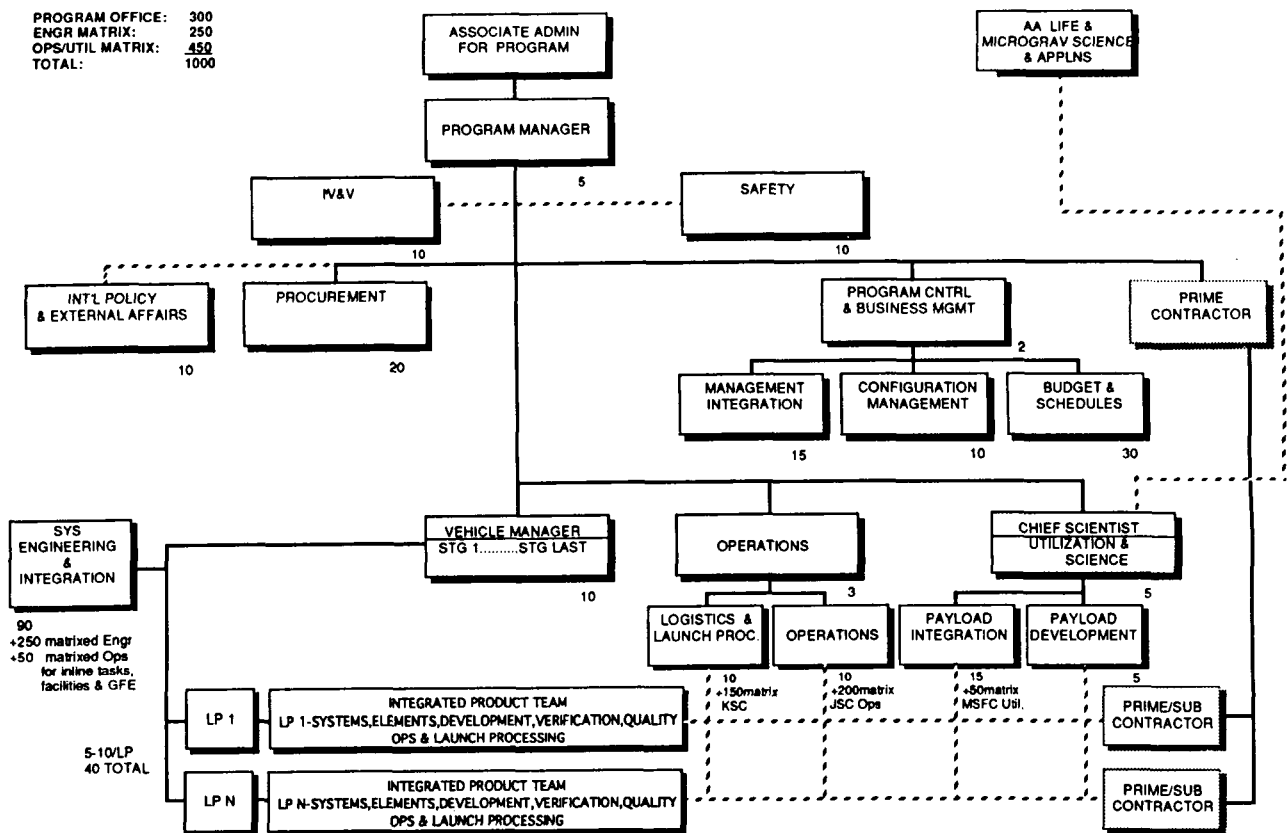 PROGRAM OFFICE: 300
ENGR MATRIX: 250
OPS/UTIL MATRIX: 450
TOTAL: 1000
ASSOCIATE ADMIN
FOR PROGRAM
AA LIFE &
MICROGRAV SCIENCE
& APPLNS
PROGRAM MANAGER
5
IV&V
10
SAFETY
10
INT'L POLICY
& EXTERNAL AFFAIRS
10
PROCUREMENT
20
PROGRAM CNTRL
& BUSINESS MGMT
2
PRIME
CONTRACTOR
MANAGEMENT
INTEGRATION
15
CONFIGURATION
MANAGEMENT
10
BUDGET &
SCHEDULES
30
SYS
ENGINEERING
&
INTEGRATION
90
+250 matrixed Engr
+50 matrixed Ops
for inline tasks,
facilities & GFE
VEHICLE MANAGER
STG 1..........STG LAST
10
OPERATIONS
3
CHIEF SCIENTIST
UTILIZATION &
SCIENCE
5
LOGISTICS &
LAUNCH PROC.
10
+150matrix
KSC
OPERATIONS
10
+200matrix
JSC Ops
PAYLOAD
INTEGRATION
15
+50matrix
MSFC Util.
PAYLOAD
DEVELOPMENT
5
LP 1
INTEGRATED PRODUCT TEAM
LP 1-SYSTEMS,ELEMENTS,DEVELOPMENT,VERIFICATION,QUALITY
OPS & LAUNCH PROCESSING
PRIME/SUB
CONTRACTOR
5-10/LP
40 TOTAL
LP N
INTEGRATED PRODUCT TEAM
LP N-SYSTEMS,ELEMENTS,DEVELOPMENT,VERIFICATION,QUALITY
OPS & LAUNCH PROCESSING
PRIME/SUB
CONTRACTOR